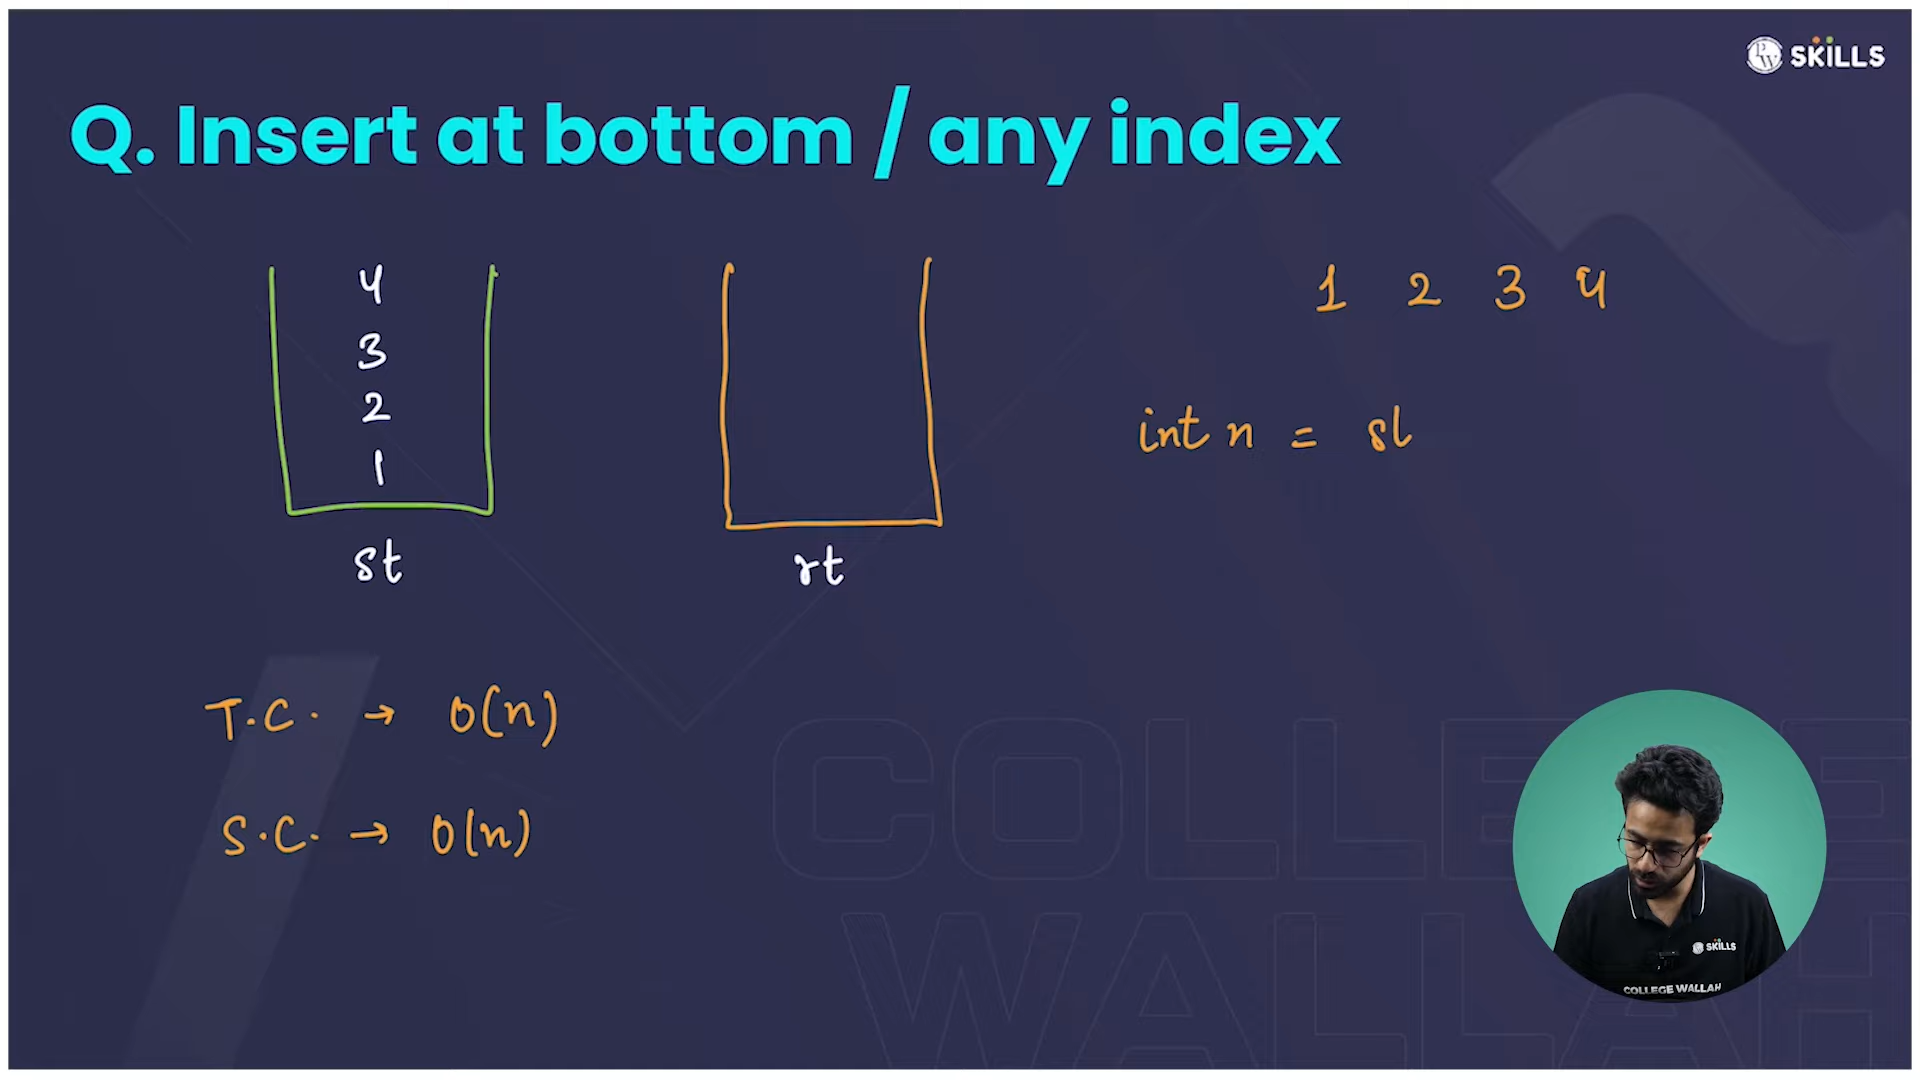 PW SKILLS
Q. Insert at bottom / any index
4
3
2
1
st
rt
1 2 3 4
int n = sl
T.C. → O(n)
S.C. → O(n)
COLLEGE
WALLAH
SKILLS
COLLEGE WALLAH